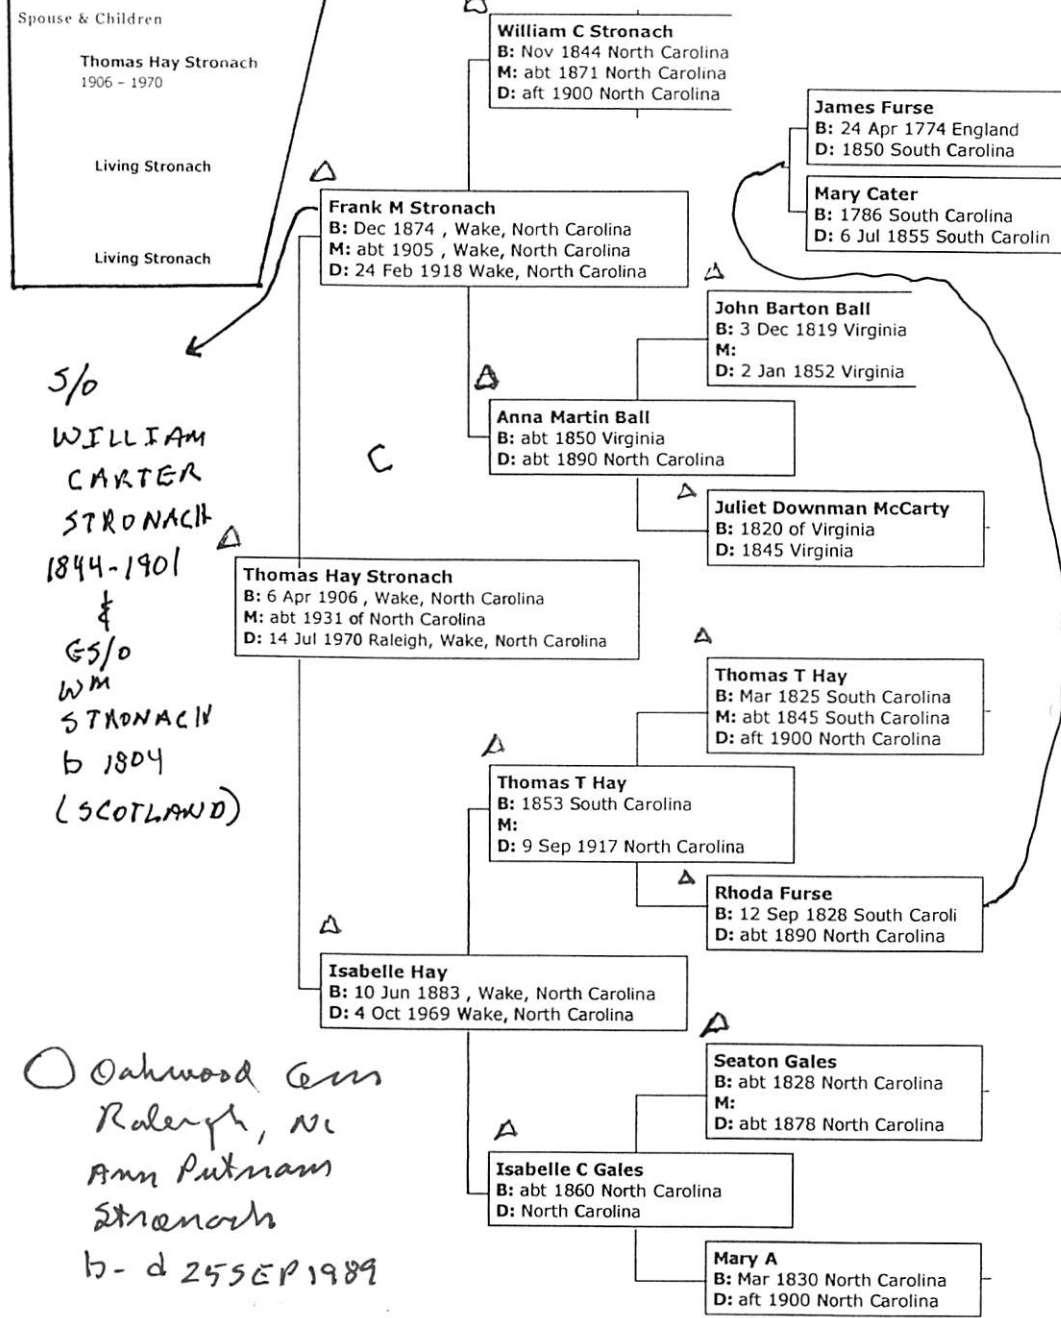 Spouse & Children
Thomas Hay Stronach
1906 - 1970
Living Stronach
Living Stronach
William C Stronach
B: Nov 1844 North Carolina
M: abt 1871 North Carolina
D: aft 1900 North Carolina
James Furse
B: 24 Apr 1774 England
D: 1850 South Carolina
Mary Cater
B: 1786 South Carolina
D: 6 Jul 1855 South Carolin
Frank M Stronach
B: Dec 1874 , Wake, North Carolina
M: abt 1905 , Wake, North Carolina
D: 24 Feb 1918 Wake, North Carolina
John Barton Ball
B: 3 Dec 1819 Virginia
M:
D: 2 Jan 1852 Virginia
Anna Martin Ball
B: abt 1850 Virginia
D: abt 1890 North Carolina
Juliet Downman McCarty
B: 1820 of Virginia
D: 1845 Virginia
S/O
WILLIAM
CARTER
STRONACH
1844-1901
&
GS/O
WM
STRONACH
b 1804
(SCOTLAND)
C
Thomas Hay Stronach
B: 6 Apr 1906 , Wake, North Carolina
M: abt 1931 of North Carolina
D: 14 Jul 1970 Raleigh, Wake, North Carolina
Thomas T Hay
B: Mar 1825 South Carolina
M: abt 1845 South Carolina
D: aft 1900 North Carolina
Thomas T Hay
B: 1853 South Carolina
M:
D: 9 Sep 1917 North Carolina
Rhoda Furse
B: 12 Sep 1828 South Caroli
D: abt 1890 North Carolina
Isabelle Hay
B: 10 Jun 1883 , Wake, North Carolina
D: 4 Oct 1969 Wake, North Carolina
Seaton Gales
B: abt 1828 North Carolina
M:
D: abt 1878 North Carolina
Isabelle C Gales
B: abt 1860 North Carolina
D: North Carolina
Mary A
B: Mar 1830 North Carolina
D: aft 1900 North Carolina
Oakwood Cem
Raleigh, NC
Ann Putnam
Stronach
b- d 25SEP1989